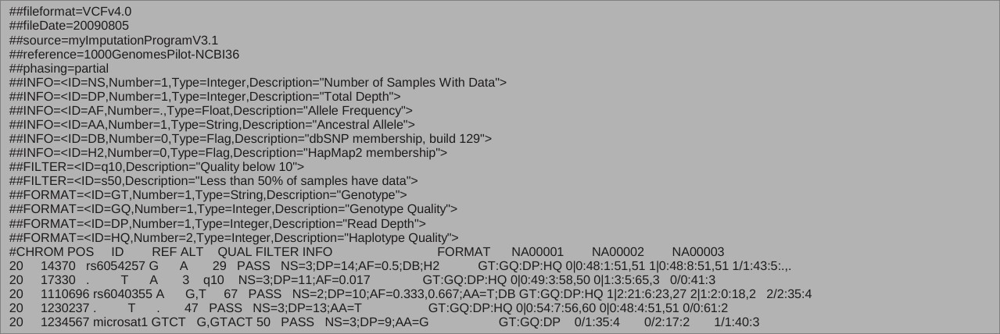 ##fileformat=VCFv4.0
##fileDate=20090805
##source=myImputationProgramV3.1
##reference=1000GenomesPilot-NCBI36
##phasing=partial
##INFO=<ID=NS,Number=1,Type=Integer,Description="Number of Samples With Data">
##INFO=<ID=DP,Number=1,Type=Integer,Description="Total Depth">
##INFO=<ID=AF,Number=.,Type=Float,Description="Allele Frequency">
##INFO=<ID=AA,Number=1,Type=String,Description="Ancestral Allele">
##INFO=<ID=DB,Number=0,Type=Flag,Description="dbSNP membership, build 129">
##INFO=<ID=H2,Number=0,Type=Flag,Description="HapMap2 membership">
##FILTER=<ID=q10,Description="Quality below 10">
##FILTER=<ID=s50,Description="Less than 50% of samples have data">
##FORMAT=<ID=GT,Number=1,Type=String,Description="Genotype">
##FORMAT=<ID=GQ,Number=1,Type=Integer,Description="Genotype Quality">
##FORMAT=<ID=DP,Number=1,Type=Integer,Description="Read Depth">
##FORMAT=<ID=HQ,Number=2,Type=Integer,Description="Haplotype Quality">
#CHROM POS ID REF ALT QUAL FILTER INFO FORMAT NA00001 NA00002 NA00003
20 14370 rs6054257 G A 29 PASS NS=3;DP=14;AF=0.5;DB;H2 GT:GQ:DP:HQ 0|0:48:1:51,51 1|0:48:8:51,51 1/1:43:5:.,.
20 17330 . T A 3 q10 NS=3;DP=11;AF=0.017 GT:GQ:DP:HQ 0|0:49:3:58,50 0|1:3:5:65,3 0/0:41:3
20 1110696 rs6040355 A G,T 67 PASS NS=2;DP=10;AF=0.333,0.667;AA=T;DB GT:GQ:DP:HQ 1|2:21:6:23,27 2|1:2:0:18,2 2/2:35:4
20 1230237 . T . 47 PASS NS=3;DP=13;AA=T GT:GQ:DP:HQ 0|0:54:7:56,60 0|0:48:4:51,51 0/0:61:2
20 1234567 microsat1 GTCT G,GTACT 50 PASS NS=3;DP=9;AA=G GT:GQ:DP 0/1:35:4 0/2:17:2 1/1:40:3